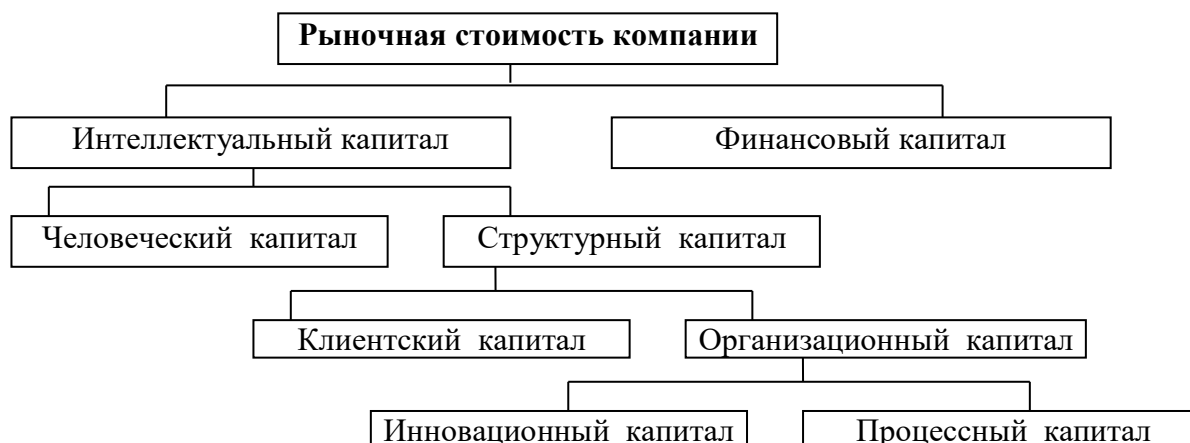 Рыночная стоимость компании
Интеллектуальный капитал Финансовый капитал
Человеческий капитал Структурный капитал
Клиентский капитал Организационный капитал
Инновационный капитал Процессный капитал